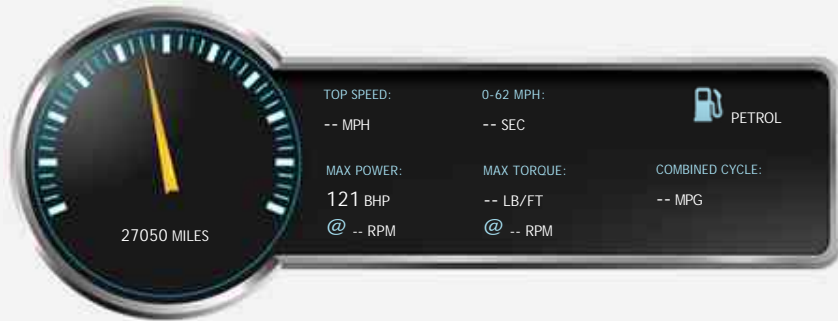 TOP SPEED:
-- MPH
0-62 MPH:
-- SEC
PETROL
MAX POWER:
121 BHP
@ -- RPM
MAX TORQUE:
-- LB/FT
@ -- RPM
COMBINED CYCLE:
-- MPG
27050 MILES